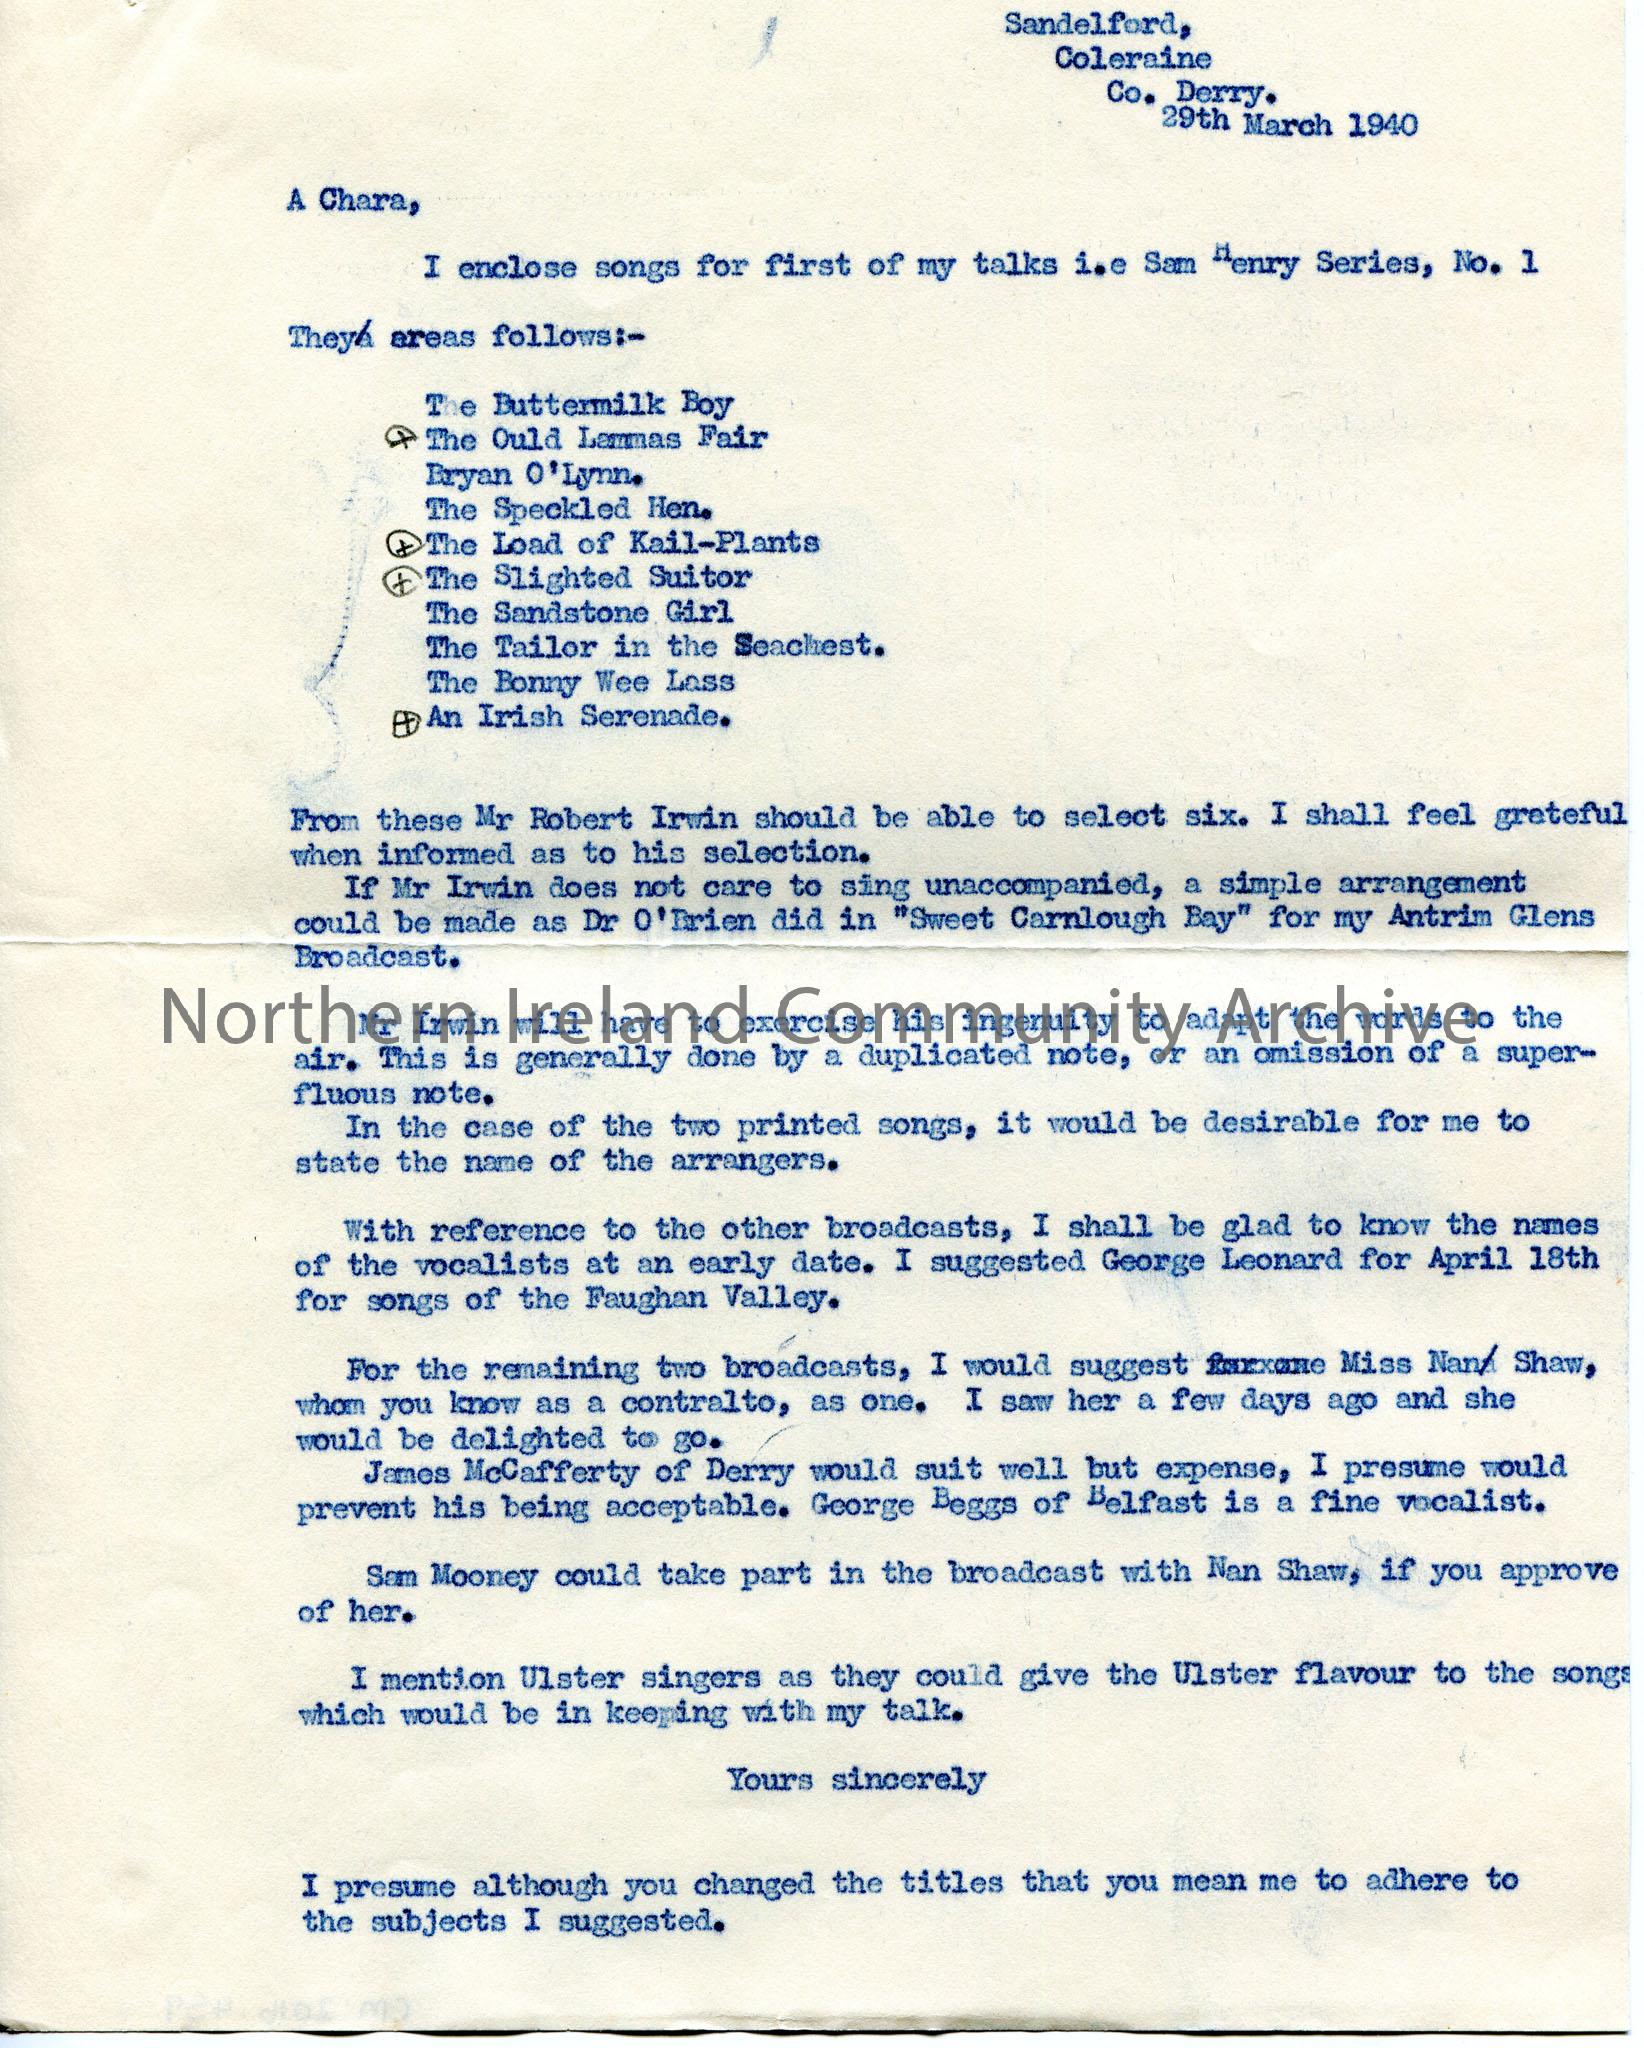 Sandelford,
Coleraine
Co. Derry.
29th March 1940
A Chara,
I enclose songs for first of my talks i.e Sam Henry Series, No. 1
They/a areas follows:-
The Buttermilk Boy
The Ould Lammas Fair
Bryan O'Lynn.
The Speckled Hen.
The Load of Kail-Plants
The Slighted Suitor
The Sandstone Girl
The Tailor in the Seachest.
The Bonny Wee Lass
An Irish Serenade.
From these Mr Robert Irwin should be able to select six. I shall feel grateful
when informed as to his selection.
If Mr Irwin does not care to sing unaccompanied, a simple arrangement
could be made as Dr O'Brien did in "Sweet Carnlough Bay" for my Antrim Glens
Broadcast.
Northern Ireland Community Archive
Mr Irwin will have to exercise his ingenuity to adapt the words to the
air. This is generally done by a duplicated note, or an omission of a super-
fluous note.
In the case of the two printed songs, it would be desirable for me to
state the name of the arrangers.
With reference to the other broadcasts, I shall be glad to know the names
of the vocalists at an early date. I suggested George Leonard for April 18th
for songs of the Faughan Valley.
For the remaining two broadcasts, I would suggest Miss Nan/ Shaw,
whom you know as a contralto, as one. I saw her a few days ago and she
would be delighted to go.
James McCafferty of Derry would suit well but expense, I presume would
prevent his being acceptable. George Beggs of Belfast is a fine vocalist.
Sam Mooney could take part in the broadcast with Nan Shaw, if you approve
of her.
I mention Ulster singers as they could give the Ulster flavour to the songs
which would be in keeping with my talk.
Yours sincerely
I presume although you changed the titles that you mean me to adhere to
the subjects I suggested.